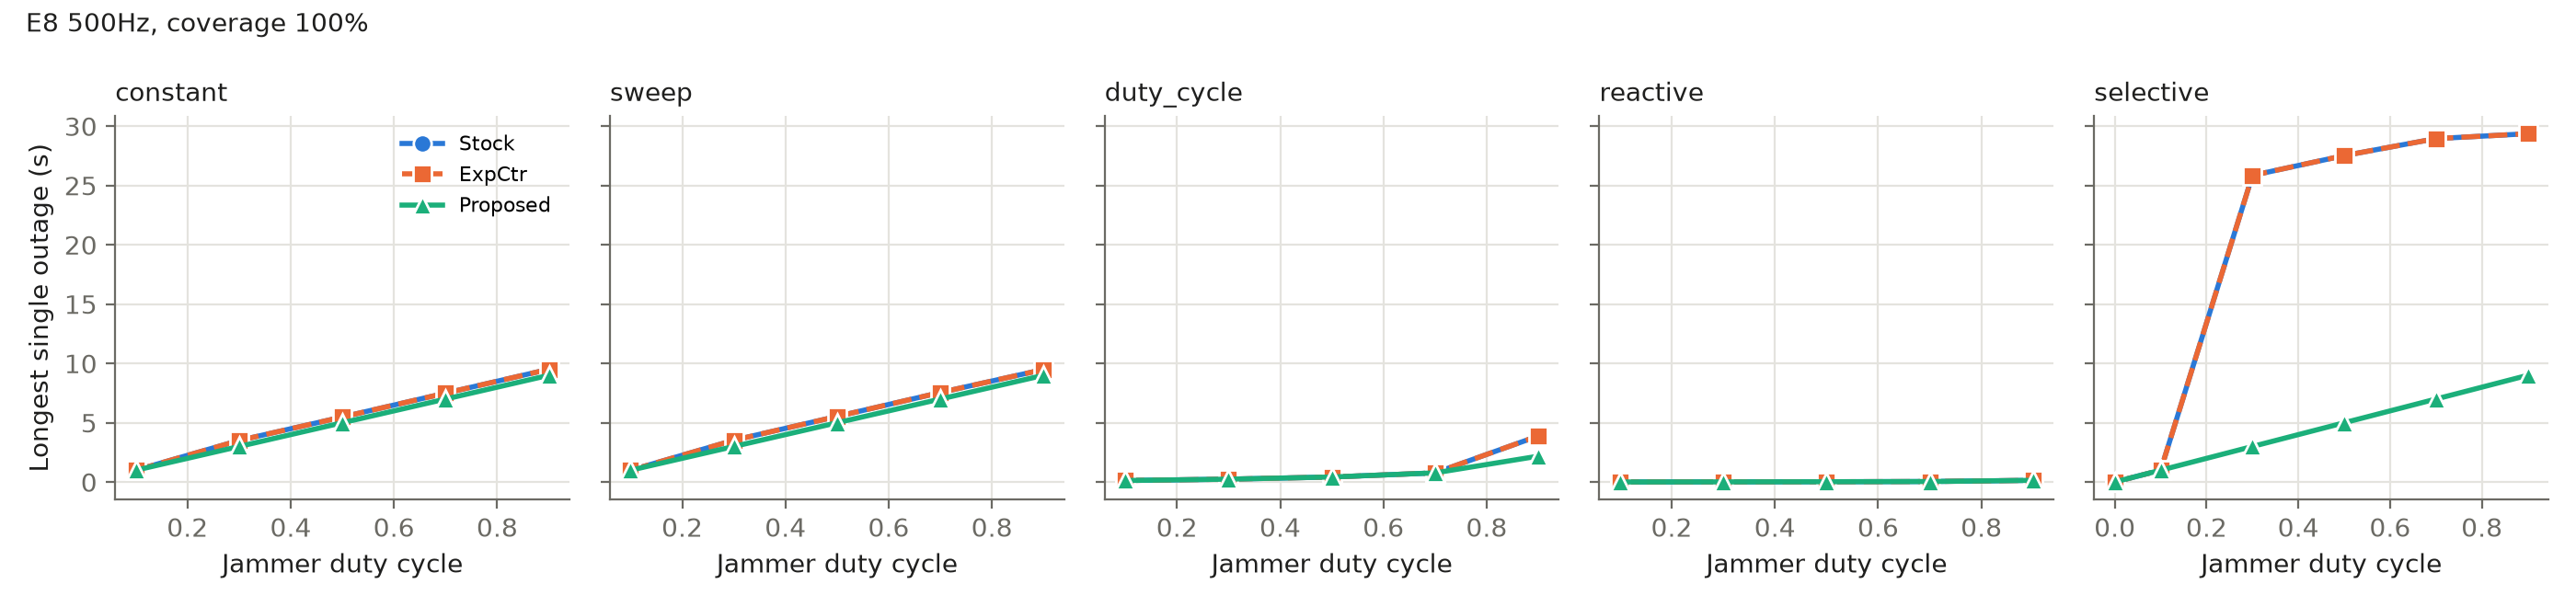 E8 500Hz, coverage 100%
constant
sweep
duty_cycle
reactive
selective
Longest single outage (s)
30
25
20
15
10
5
0
Stock
ExpCtr
Proposed
0.2 0.4 0.6 0.8
0.2 0.4 0.6 0.8
0.2 0.4 0.6 0.8
0.2 0.4 0.6 0.8
0.0 0.2 0.4 0.6 0.8
Jammer duty cycle
Jammer duty cycle
Jammer duty cycle
Jammer duty cycle
Jammer duty cycle